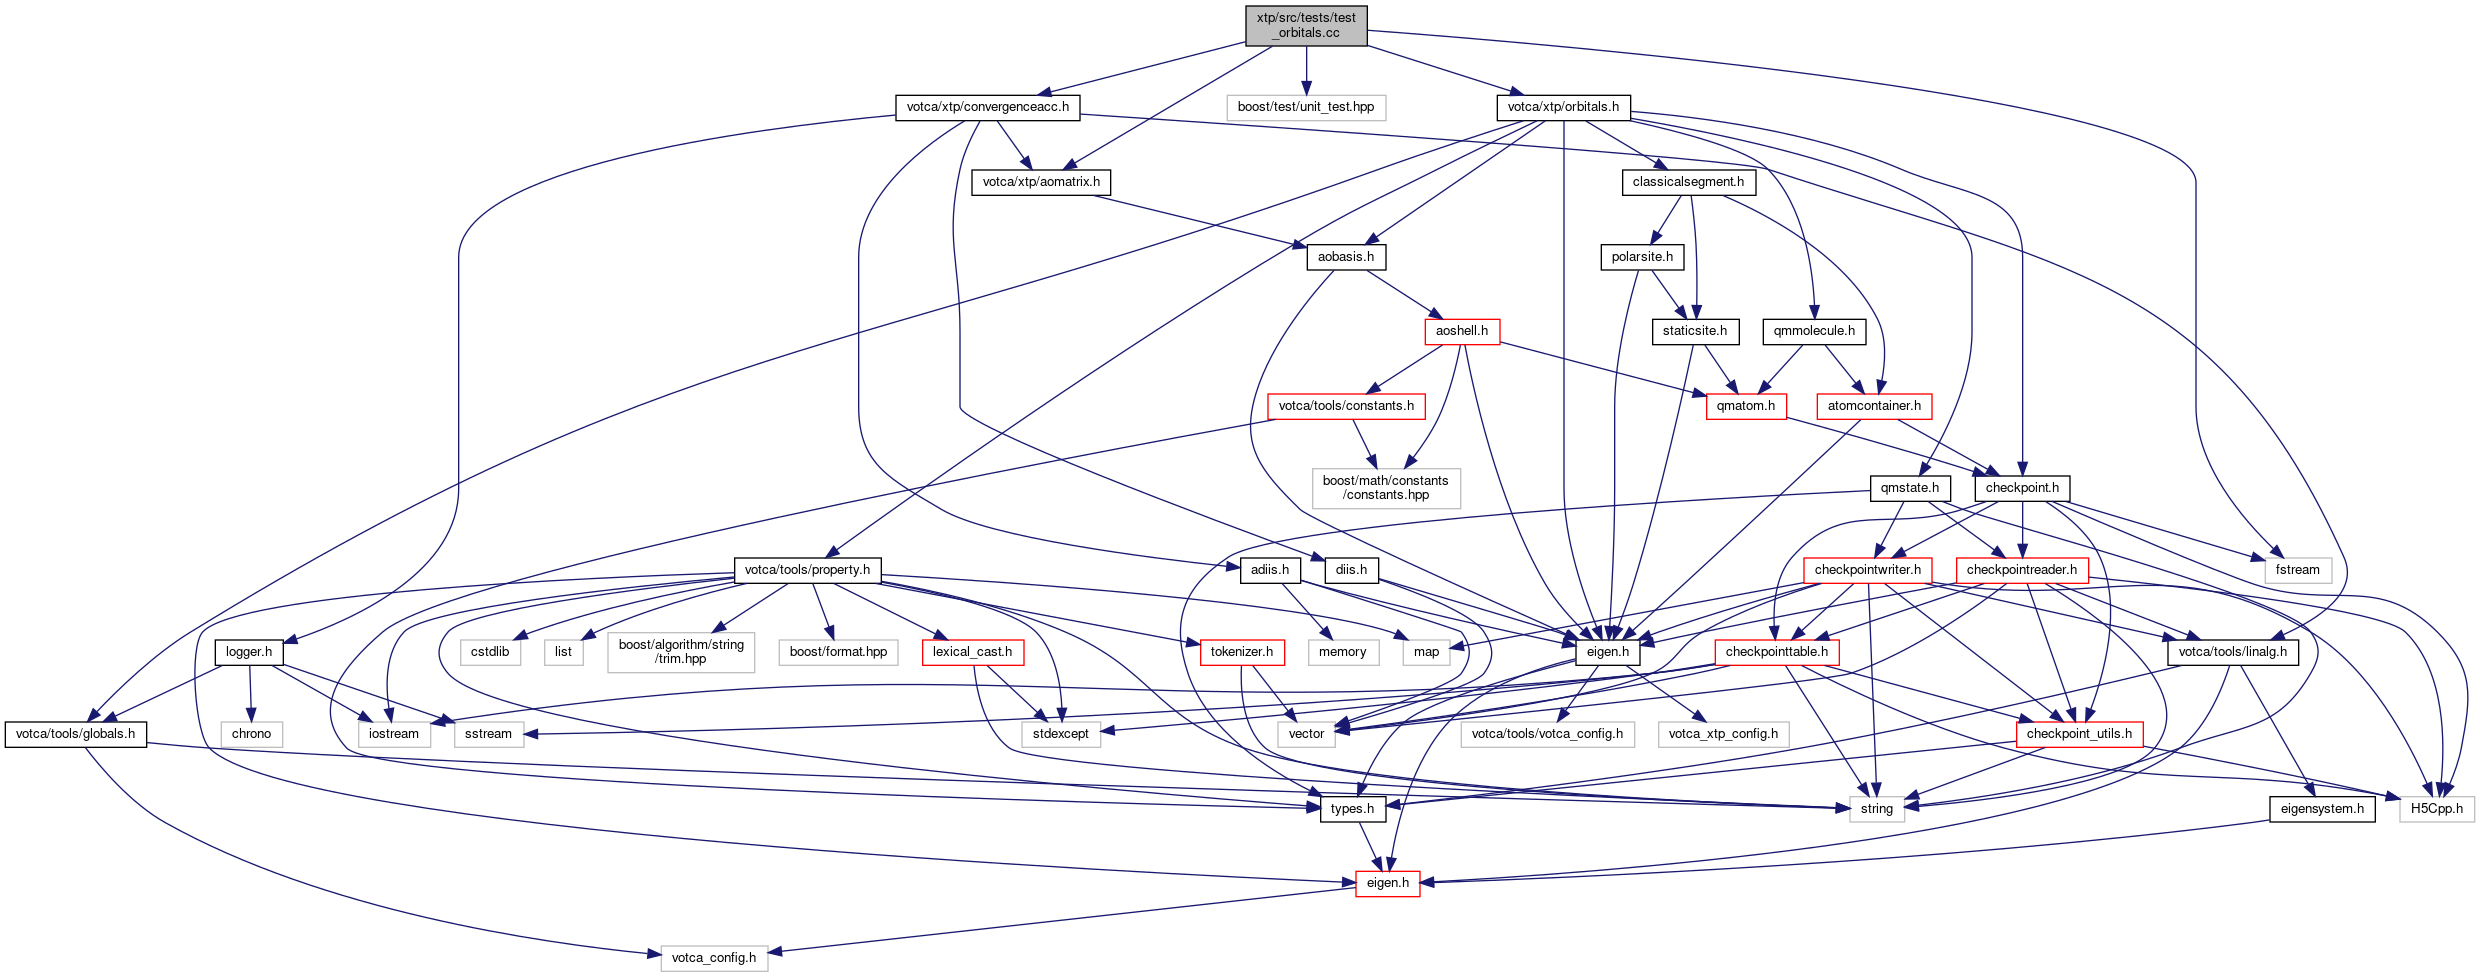 xtp/src/tests/test
_orbitals.cc
votca/xtp/convergenceacc.h
boost/test/unit_test.hpp
votca/xtp/orbitals.h
votca/xtp/aomatrix.h
classicalsegment.h
aobasis.h
polarsite.h
aoshell.h
staticsite.h
qmmolecule.h
votca/tools/constants.h
qmatom.h
atomcontainer.h
boost/math/constants
/constants.hpp
qmstate.h
checkpoint.h
votca/tools/property.h
adiis.h
diis.h
checkpointwriter.h
checkpointreader.h
fstream
logger.h
cstdlib
list
boost/algorithm/string
/trim.hpp
boost/format.hpp
lexical_cast.h
tokenizer.h
memory
map
eigen.h
checkpointtable.h
votca/tools/linalg.h
votca/tools/globals.h
chrono
iostream
sstream
stdexcept
vector
votca/tools/votca_config.h
votca_xtp_config.h
checkpoint_utils.h
types.h
string
eigensystem.h
H5Cpp.h
eigen.h
votca_config.h